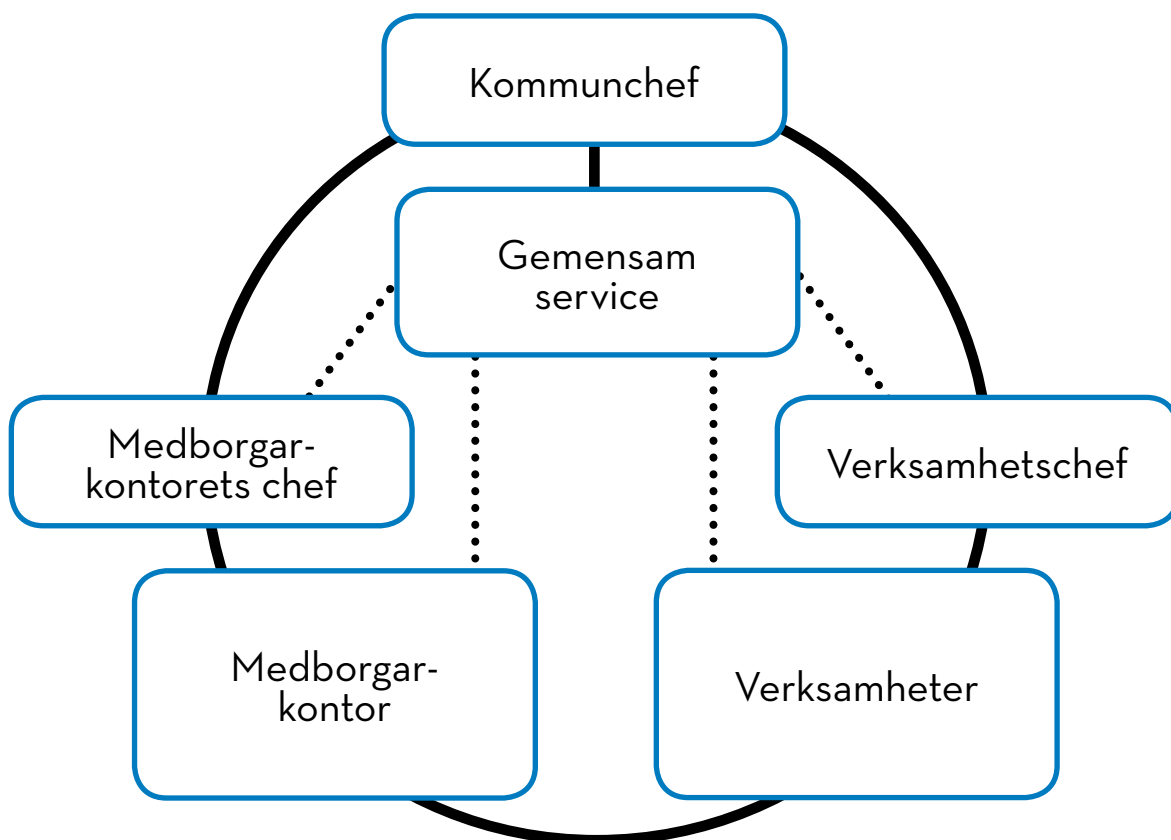 Kommunchef
Gemensam
service
Medborgar-
kontorets chef
Verksamhetschef
Medborgar-
kontor
Verksamheter